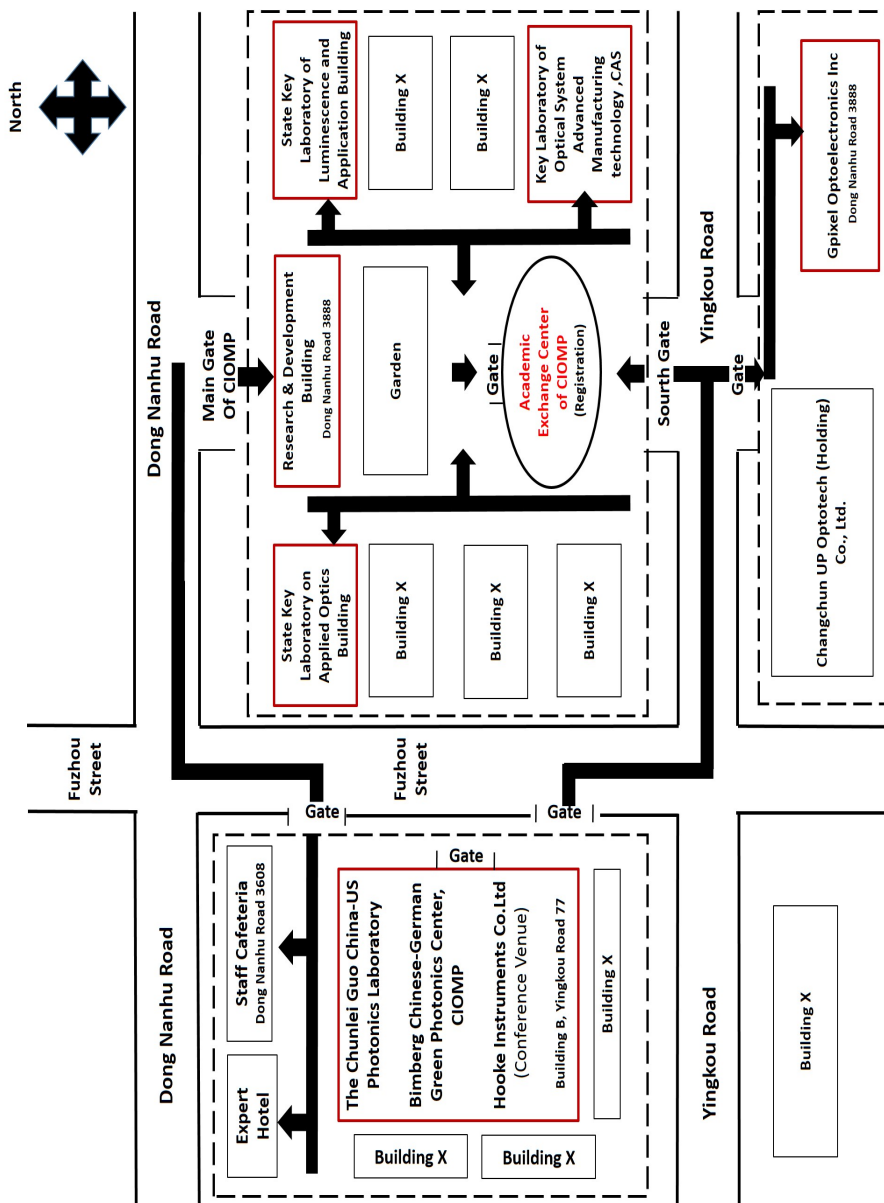 North
Fuzhou
Street
Dong Nanhu Road
Dong Nanhu Road
Expert
Hotel
Staff Cafeteria
Dong Nanhu Road 3608
Gate
The Chunlei Guo China-US
Photonics Laboratory
Bimberg Chinese-German
Green Photonics Center,
CIOMP
Hooke Instruments Co.Ltd
(Conference Venue)
Building B, Yingkou Road 77
Gate
Gate
Building X
Building X
Building X
Fuzhou
Street
Main Gate
Of CIOMP
State Key
Laboratory on
Applied Optics
Building
Building X
Building X
Building X
Research & Development
Building
Dong Nanhu Road 3888
Garden
Gate
Academic
Exchange Center
of CIOMP
(Registration)
State Key
Laboratory of
Luminescence and
Application Building
Building X
Building X
Key Laboratory of
Optical System
Advanced
Manufacturing
technology ,CAS
Sourth Gate
Yingkou Road
Yingkou Road
Gate
Building X
Changchun UP Optotech (Holding)
Co., Ltd.
Gpixel Optoelectronics Inc
Dong Nanhu Road 3888